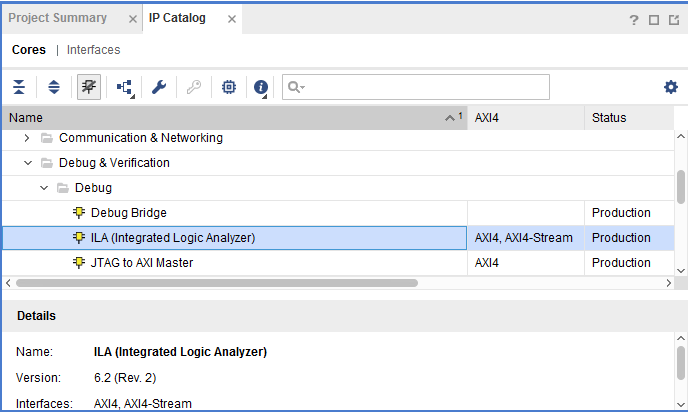 Project Summary IP Catalog ?
Cores | Interfaces
Name 1 AXI4 Status
Communication & Networking
Debug & Verification
Debug
Debug Bridge Production
ILA (Integrated Logic Analyzer) AXI4, AXI4-Stream Production
JTAG to AXI Master AXI4 Production
Details
Name: ILA (Integrated Logic Analyzer)
Version: 6.2 (Rev. 2)
Interfaces: AXI4, AXI4-Stream